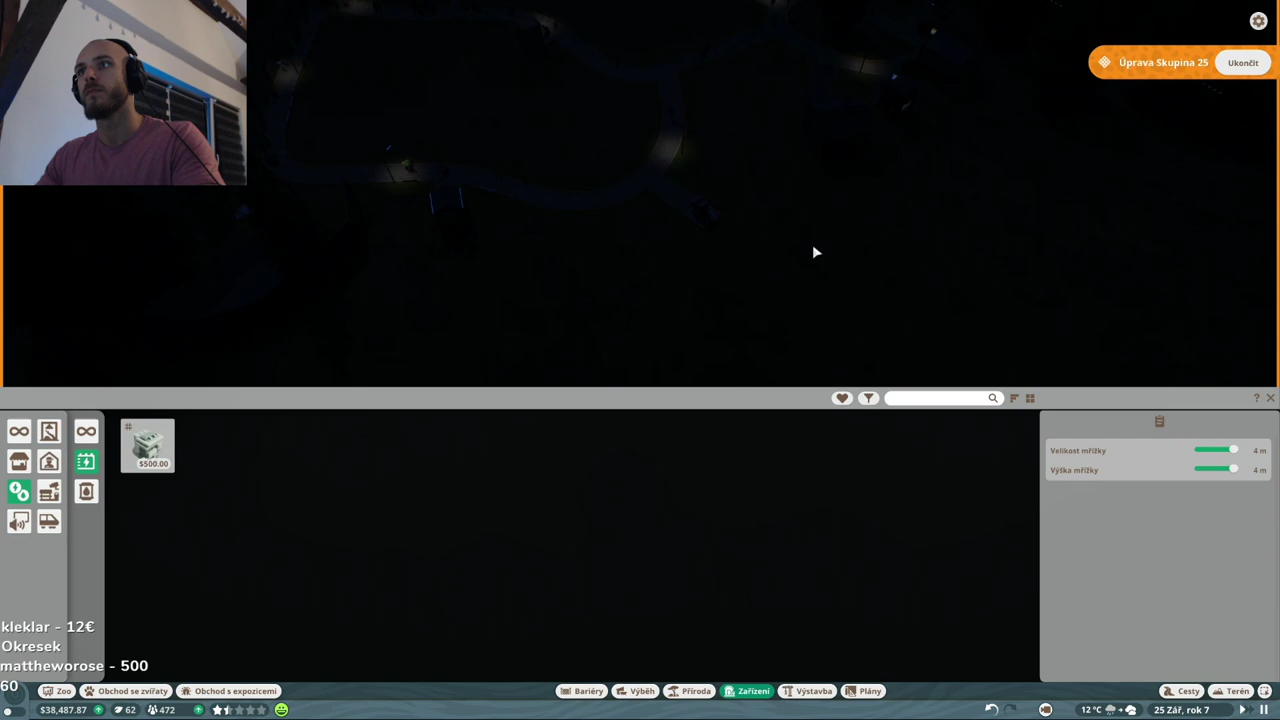 Úprava Skupina 25
Ukončit
$500.00
Velikost mřížky
4 m
Výška mřížky
4 m
kleklar - 12€
Okresek
mattheworose - 500
60
Zoo
Obchod se zvířaty
Obchod s expozicemi
Bariéry
Výběh
Příroda
Zařízení
Výstavba
Plány
Cesty
Terén
$38,487.87
62
472
12 °C
25 Zář, rok 7